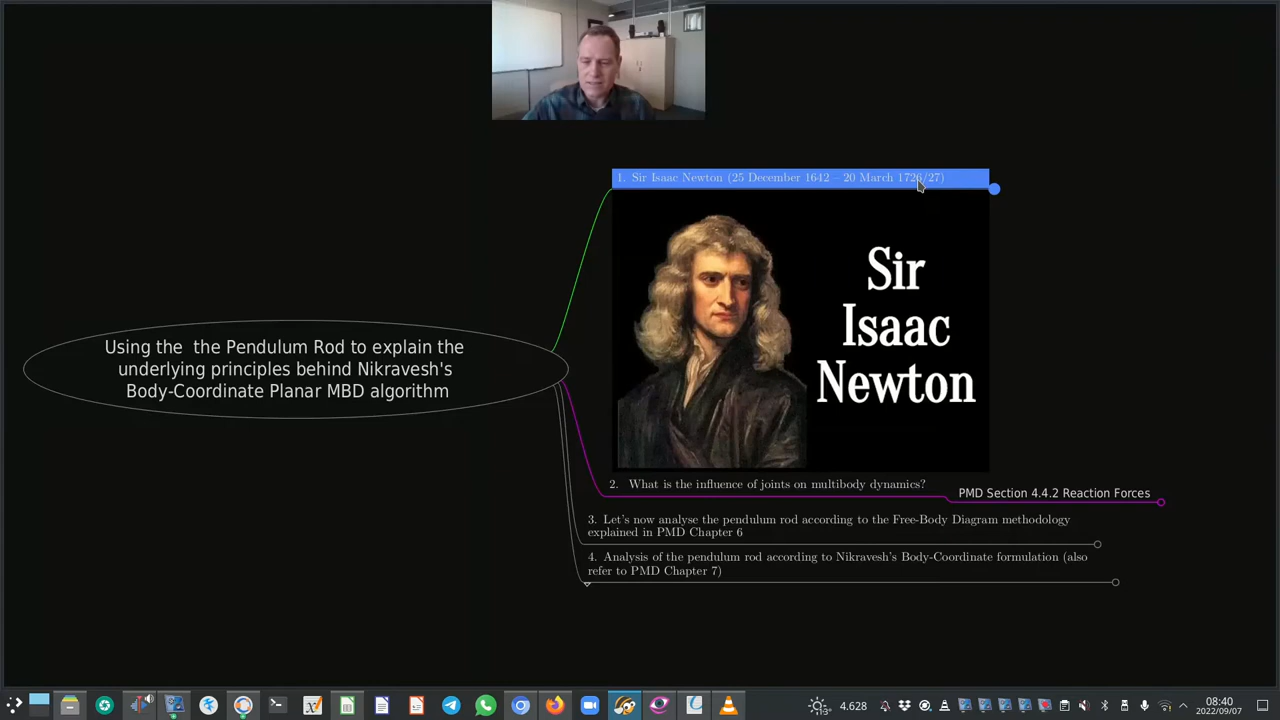 1. Sir Isaac Newton (25 December 1642 – 20 March 1726/27)
Sir
Isaac
Newton
Using the  the Pendulum Rod to explain the
underlying principles behind Nikravesh's
Body-Coordinate Planar MBD algorithm
2. What is the influence of joints on multibody dynamics?
PMD Section 4.4.2 Reaction Forces
3. Let's now analyse the pendulum rod according to the Free-Body Diagram methodology
explained in PMD Chapter 6
4. Analysis of the pendulum rod according to Nikravesh's Body-Coordinate formulation (also
refer to PMD Chapter 7)
13°
4.628
08:40
2022/09/07